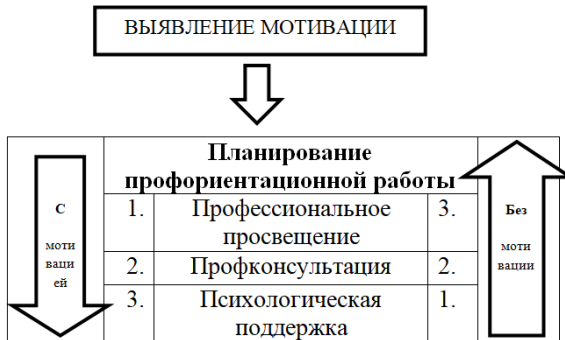 ВЫЯВЛЕНИЕ МОТИВАЦИИ
Планирование
профориентационной работы
С
моти
ваци
ей
1. Профессиональное
просвещение 3.
2. Профконсультация 2.
3. Психологическая
поддержка 1.
Без
моти
вации